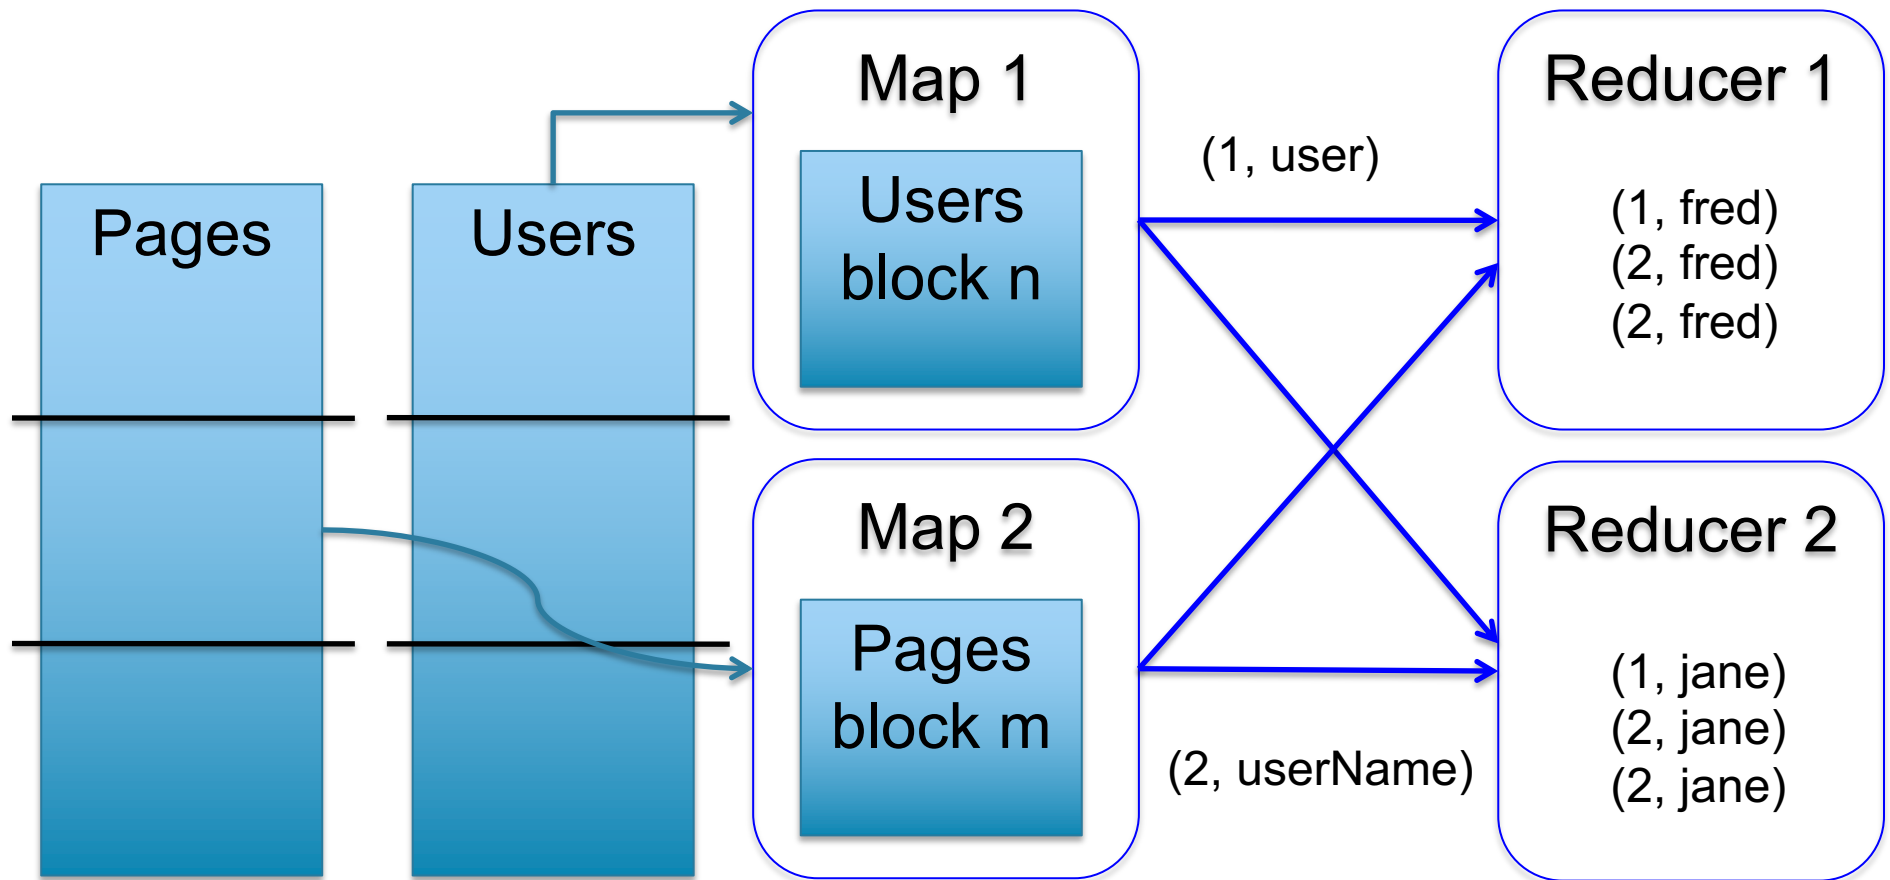 Pages
Users
Map 1
Users
block n
Map 2
Pages
block m
(1, user)
(2, userName)
Reducer 1
(1, fred)
(2, fred)
(2, fred)
Reducer 2
(1, jane)
(2, jane)
(2, jane)